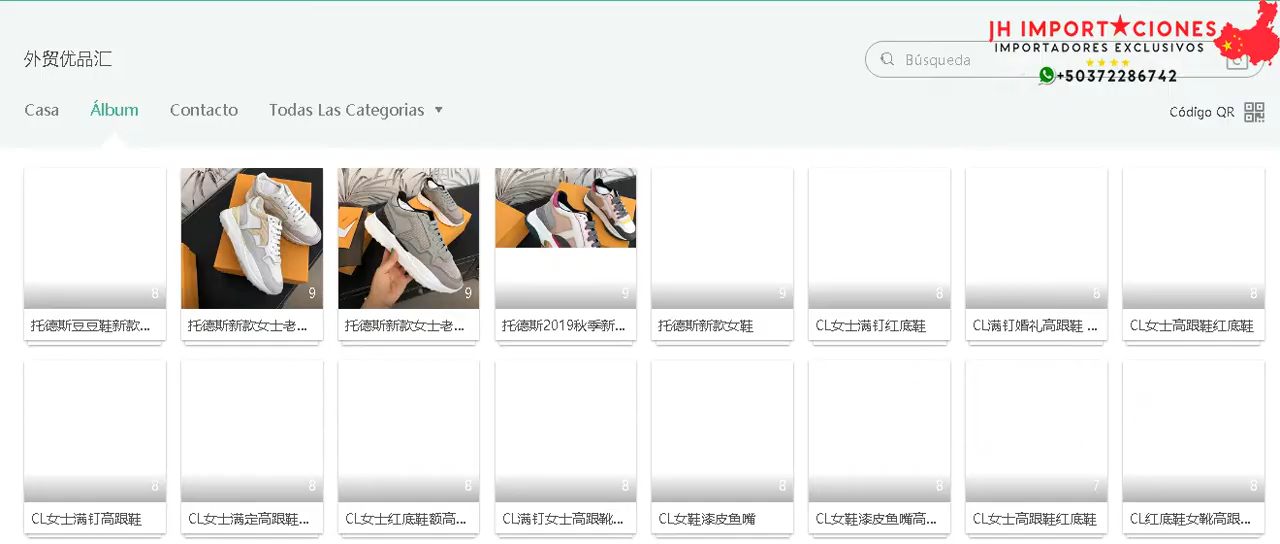 JH IMPORT★CIONES
IMPORTADORES EXCLUSIVOS
+50372286742
外贸优品汇
Búsqueda
Casa
Álbum
Contacto
Todas Las Categorias
Código QR
8
9
9
9
9
8
8
8
托德斯豆豆鞋新款...
托德斯新款女士老...
托德斯新款女士老...
托德斯2019秋季新...
托德斯新款女鞋
CL女士满钉红底鞋
CL满钉婚礼高跟鞋 ...
CL女士高跟鞋红底鞋
8
8
8
8
8
8
7
8
CL女士满钉高跟鞋
CL女士满定高跟鞋...
CL女士红底鞋额高...
CL满钉女士高跟靴...
CL女鞋漆皮鱼嘴
CL女鞋漆皮鱼嘴高...
CL女士高跟鞋红底鞋
CL红底鞋女靴高跟...